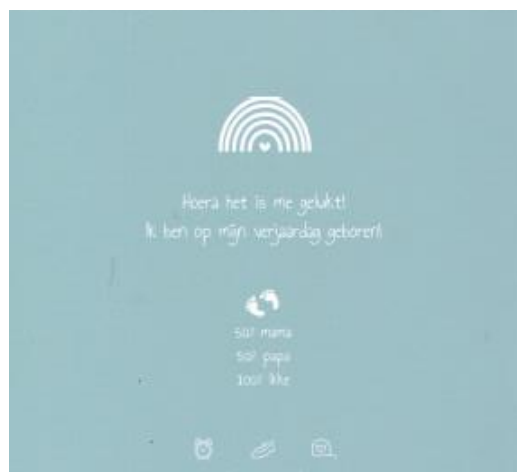 Hoera het is me gelukt!
Ik ben op mijn verjaardag geboren!
50% mama
50% papa
100% ikke